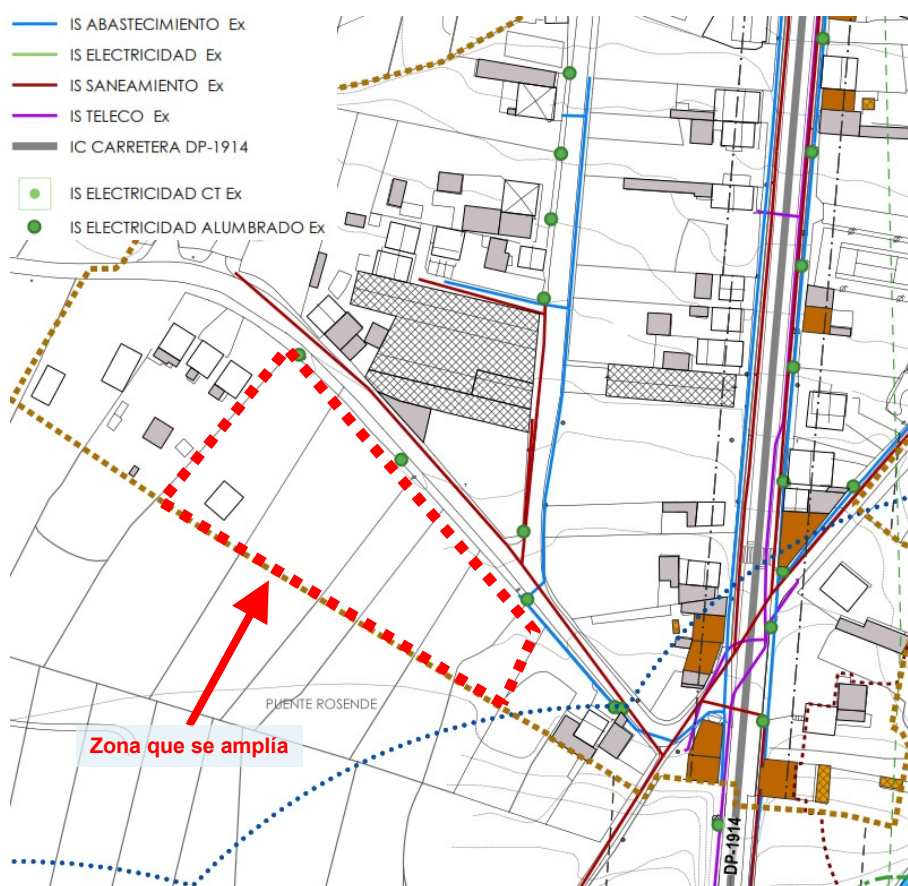 IS ABASTECIMIENTO Ex
IS ELECTRICIDAD Ex
IS SANEAMIENTO Ex
IS TELECO Ex
IC CARRETERA DP-1914
IS ELECTRICIDAD CT Ex
IS ELECTRICIDAD ALUMBRADO Ex
PUENTE ROSENDE
Zona que se amplía
DP-1914